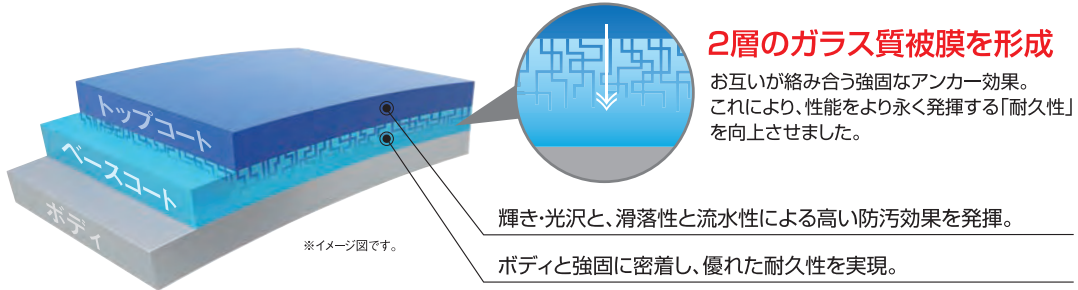 2層のガラス質被膜を形成
お互いが絡み合う強固なアンカー効果。
これにより、性能をより永く発揮する「耐久性」
を向上させました。
トップコート
ベースコート
ボディ
※イメージ図です。
輝き・光沢と、滑落性と流水性による高い防汚効果を発揮。
ボディと強固に密着し、優れた耐久性を実現。